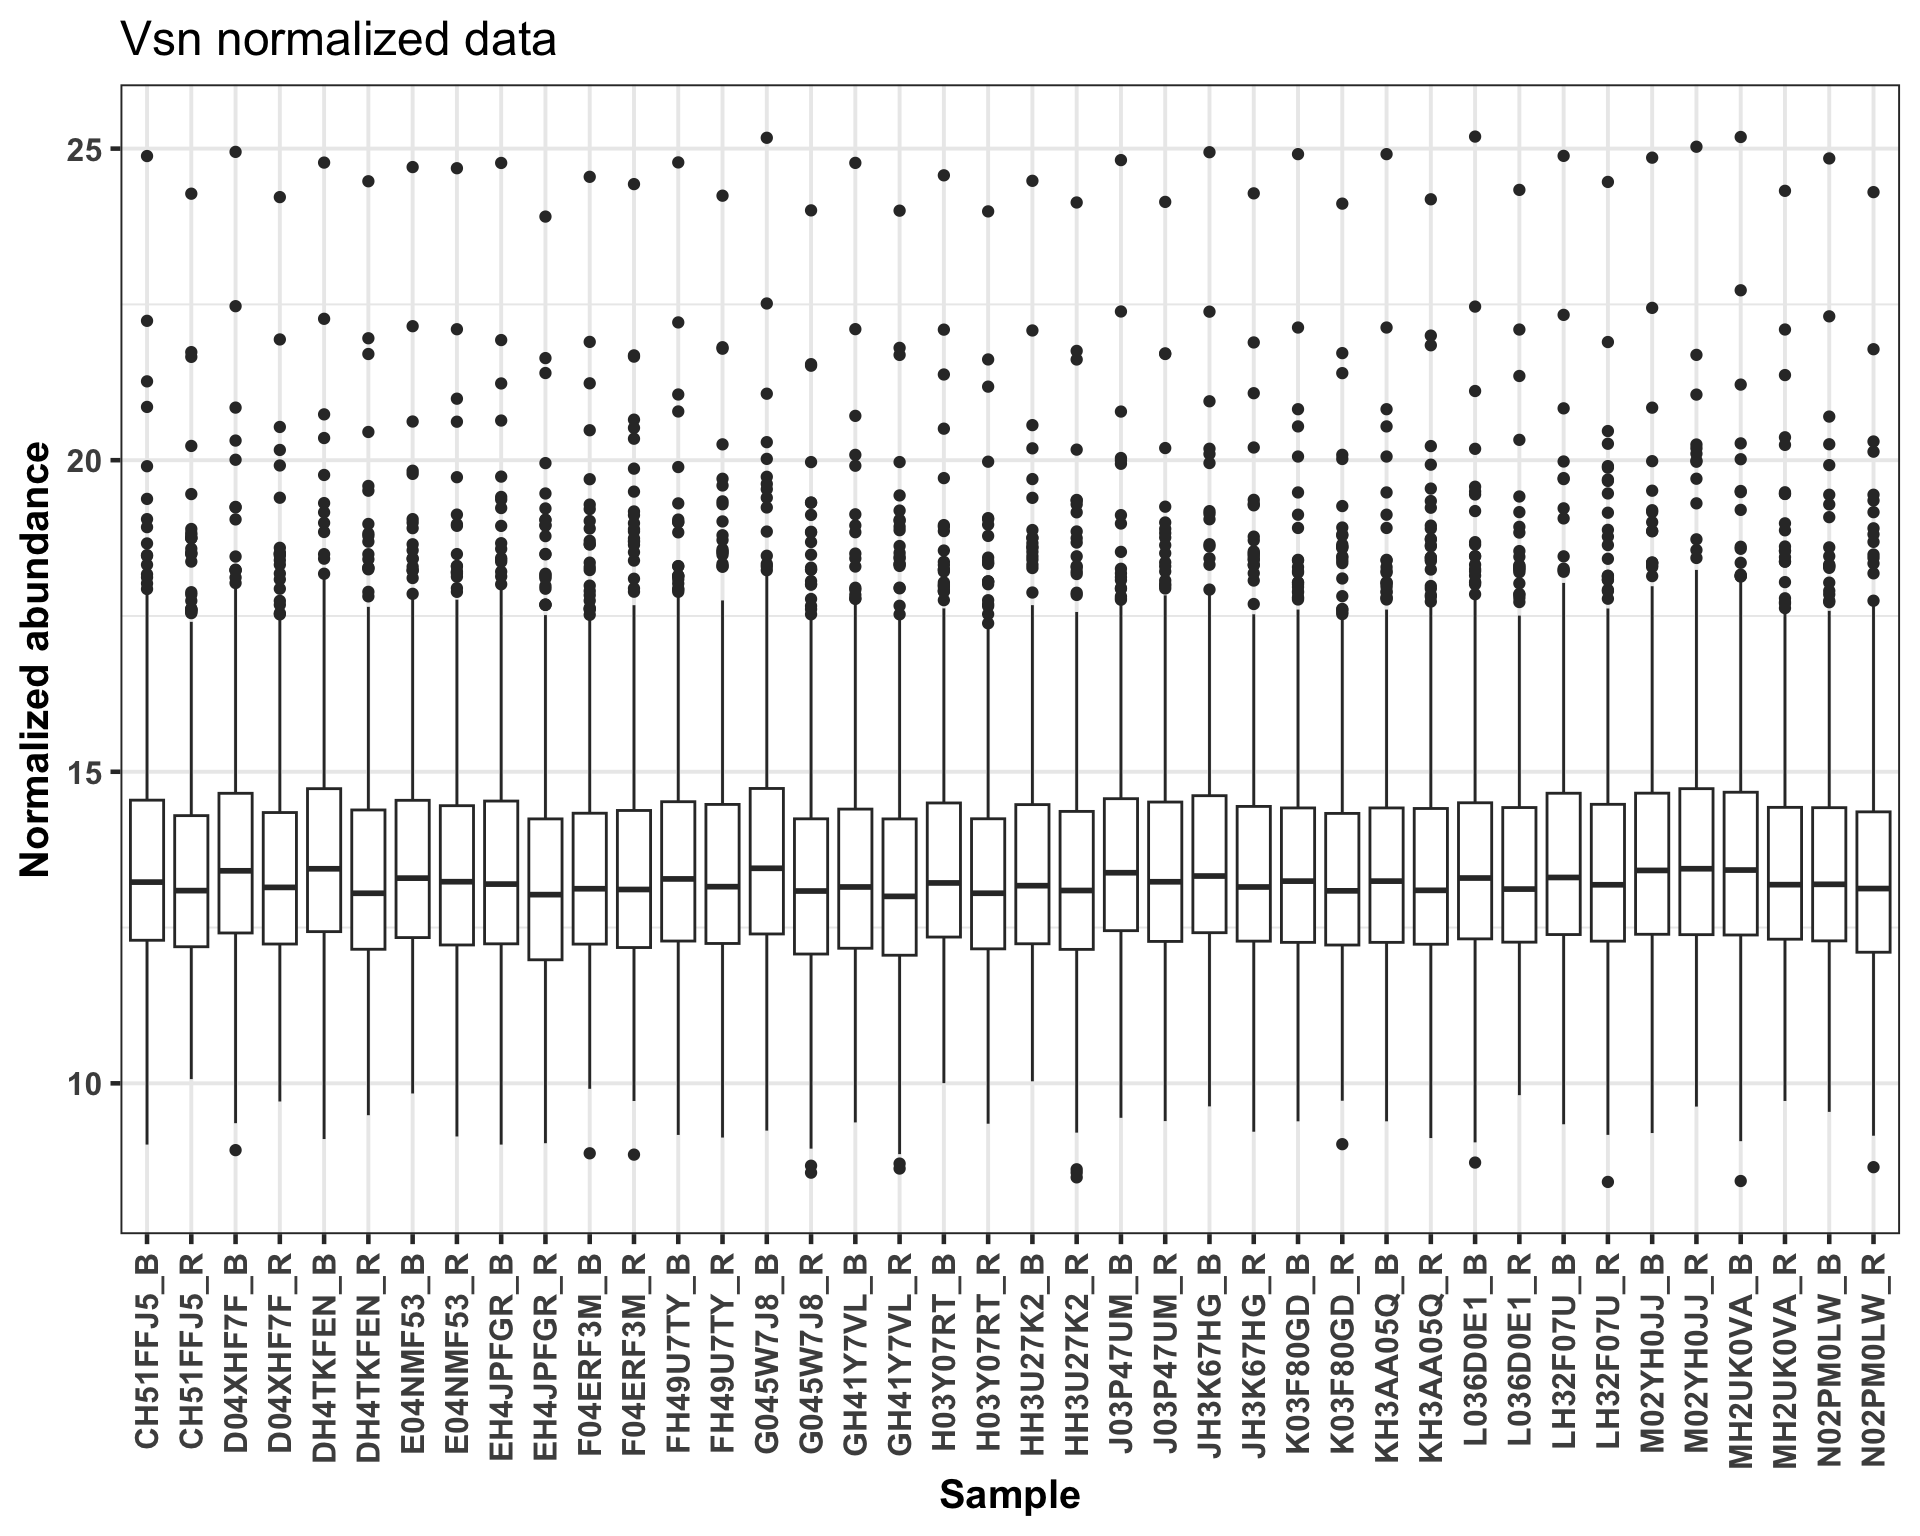 Vsn normalized data
Normalized abundance
25
20
15
10
CH51FFJ5_B
CH51FFJ5_R
D04XHF7F_B
D04XHF7F_R
DH4TKFEN_B
DH4TKFEN_R
E04NMF53_B
E04NMF53_R
EH4JPFGR_B
EH4JPFGR_R
F04ERF3M_B
F04ERF3M_R
FH49U7TY_B
FH49U7TY_R
G045W7J8_B
G045W7J8_R
GH41Y7VL_B
GH41Y7VL_R
H03Y07RT_B
H03Y07RT_R
HH3U27K2_B
HH3U27K2_R
J03P47UM_B
J03P47UM_R
JH3K67HG_B
JH3K67HG_R
K03F80GD_B
K03F80GD_R
KH3AA05Q_B
KH3AA05Q_R
L036D0E1_B
L036D0E1_R
LH32F07U_B
LH32F07U_R
M02YH0JJ_B
M02YH0JJ_R
MH2UK0VA_B
MH2UK0VA_R
N02PM0LW_B
N02PM0LW_R
Sample